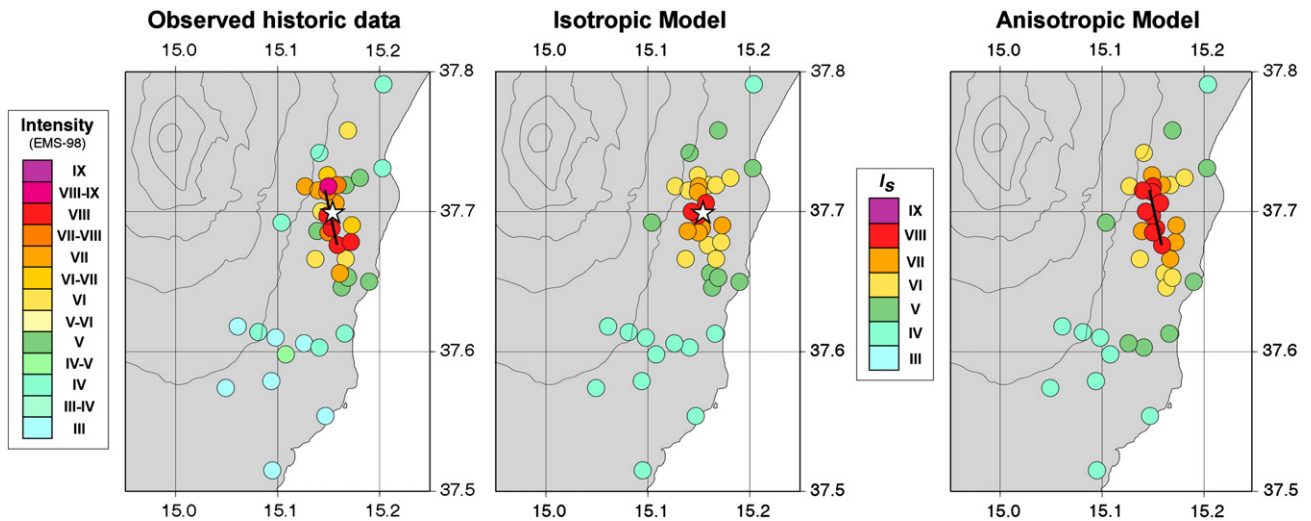 Observed historic data
Isotropic Model
Anisotropic Model
15.0 15.1 15.2
15.0 15.1 15.2
15.0 15.1 15.2
37.8
37.7
37.6
37.5
37.8
37.7
37.6
37.5
37.8
37.7
37.6
37.5
15.0 15.1 15.2
15.0 15.1 15.2
15.0 15.1 15.2
Intensity
(EMS-98)
IX
VIII-IX
VIII
VII-VIII
VII
VI-VII
VI
V-VI
V
IV-V
IV
III-IV
III
Is
IX
VIII
VII
VI
V
IV
III